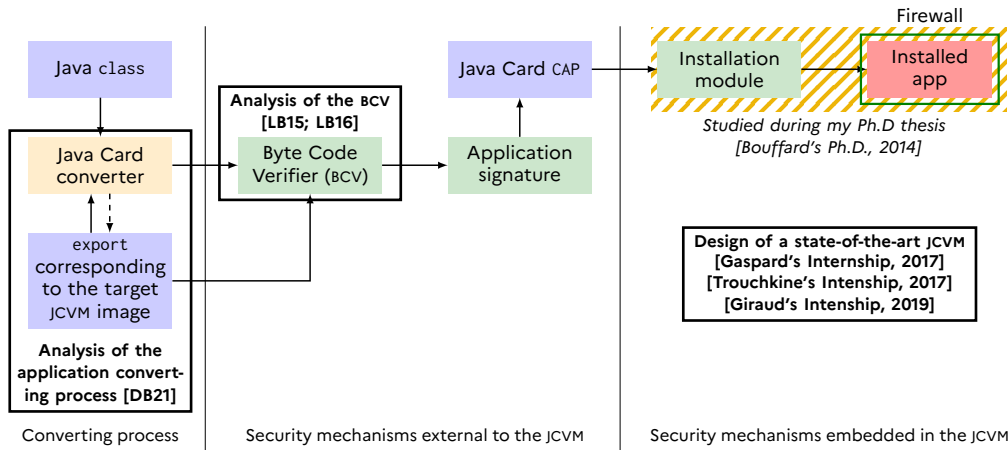 Java class
Java Card
converter
export
corresponding
to the target
JCVM image
Analysis of the
application convert-
ing process [DB21]
Converting process
Analysis of the BCV
[LB15; LB16]
Byte Code
Verifier (BCV)
Java Card CAP
Application
signature
Security mechanisms external to the JCVM
Firewall
Installation
module
Installed
app
Studied during my Ph.D thesis
[Bouffard's Ph.D., 2014]
Design of a state-of-the-art JCVM
[Gaspard's Internship, 2017]
[Trouchkine's Intenship, 2017]
[Giraud's Intenship, 2019]
Security mechanisms embedded in the JCVM